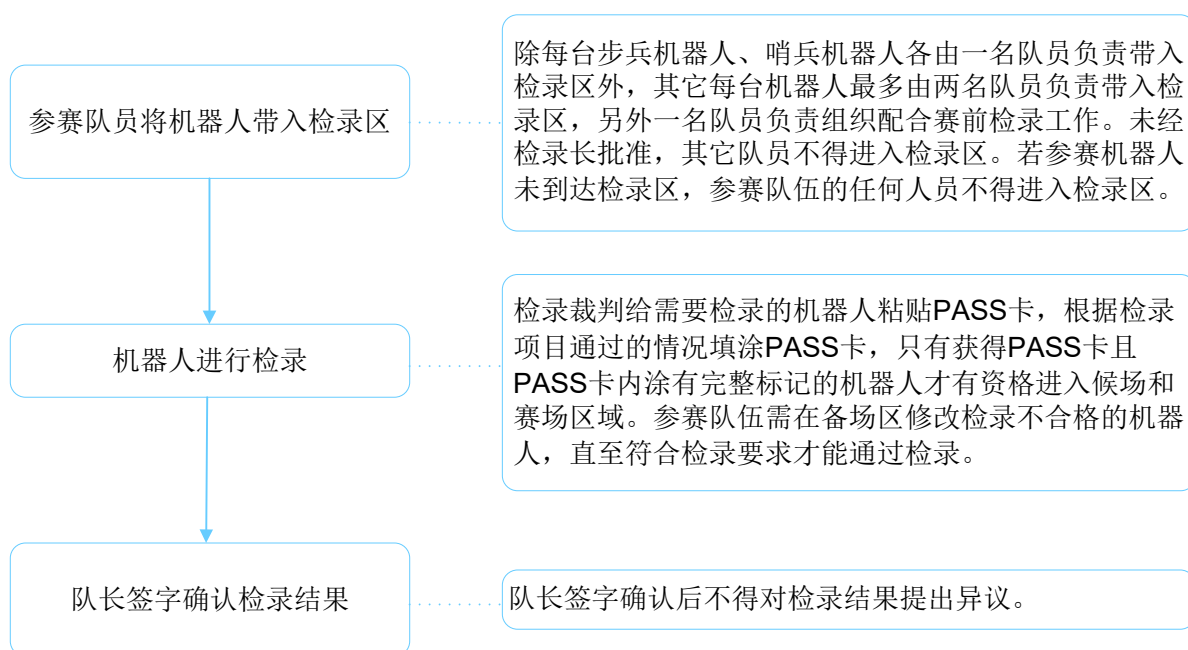 参赛队员将机器人带入检录区
除每台步兵机器人、哨兵机器人各由一名队员负责带入
检录区外，其它每台机器人最多由两名队员负责带入检
录区，另外一名队员负责组织配合赛前检录工作。未经
检录长批准，其它队员不得进入检录区。若参赛机器人
未到达检录区，参赛队伍的任何人员不得进入检录区。
机器人进行检录
检录裁判给需要检录的机器人粘贴PASS卡，根据检录
项目通过的情况填涂PASS卡，只有获得PASS卡且
PASS卡内涂有完整标记的机器人才有资格进入候场和
赛场区域。参赛队伍需在备场区修改检录不合格的机器
人，直至符合检录要求才能通过检录。
队长签字确认检录结果
队长签字确认后不得对检录结果提出异议。